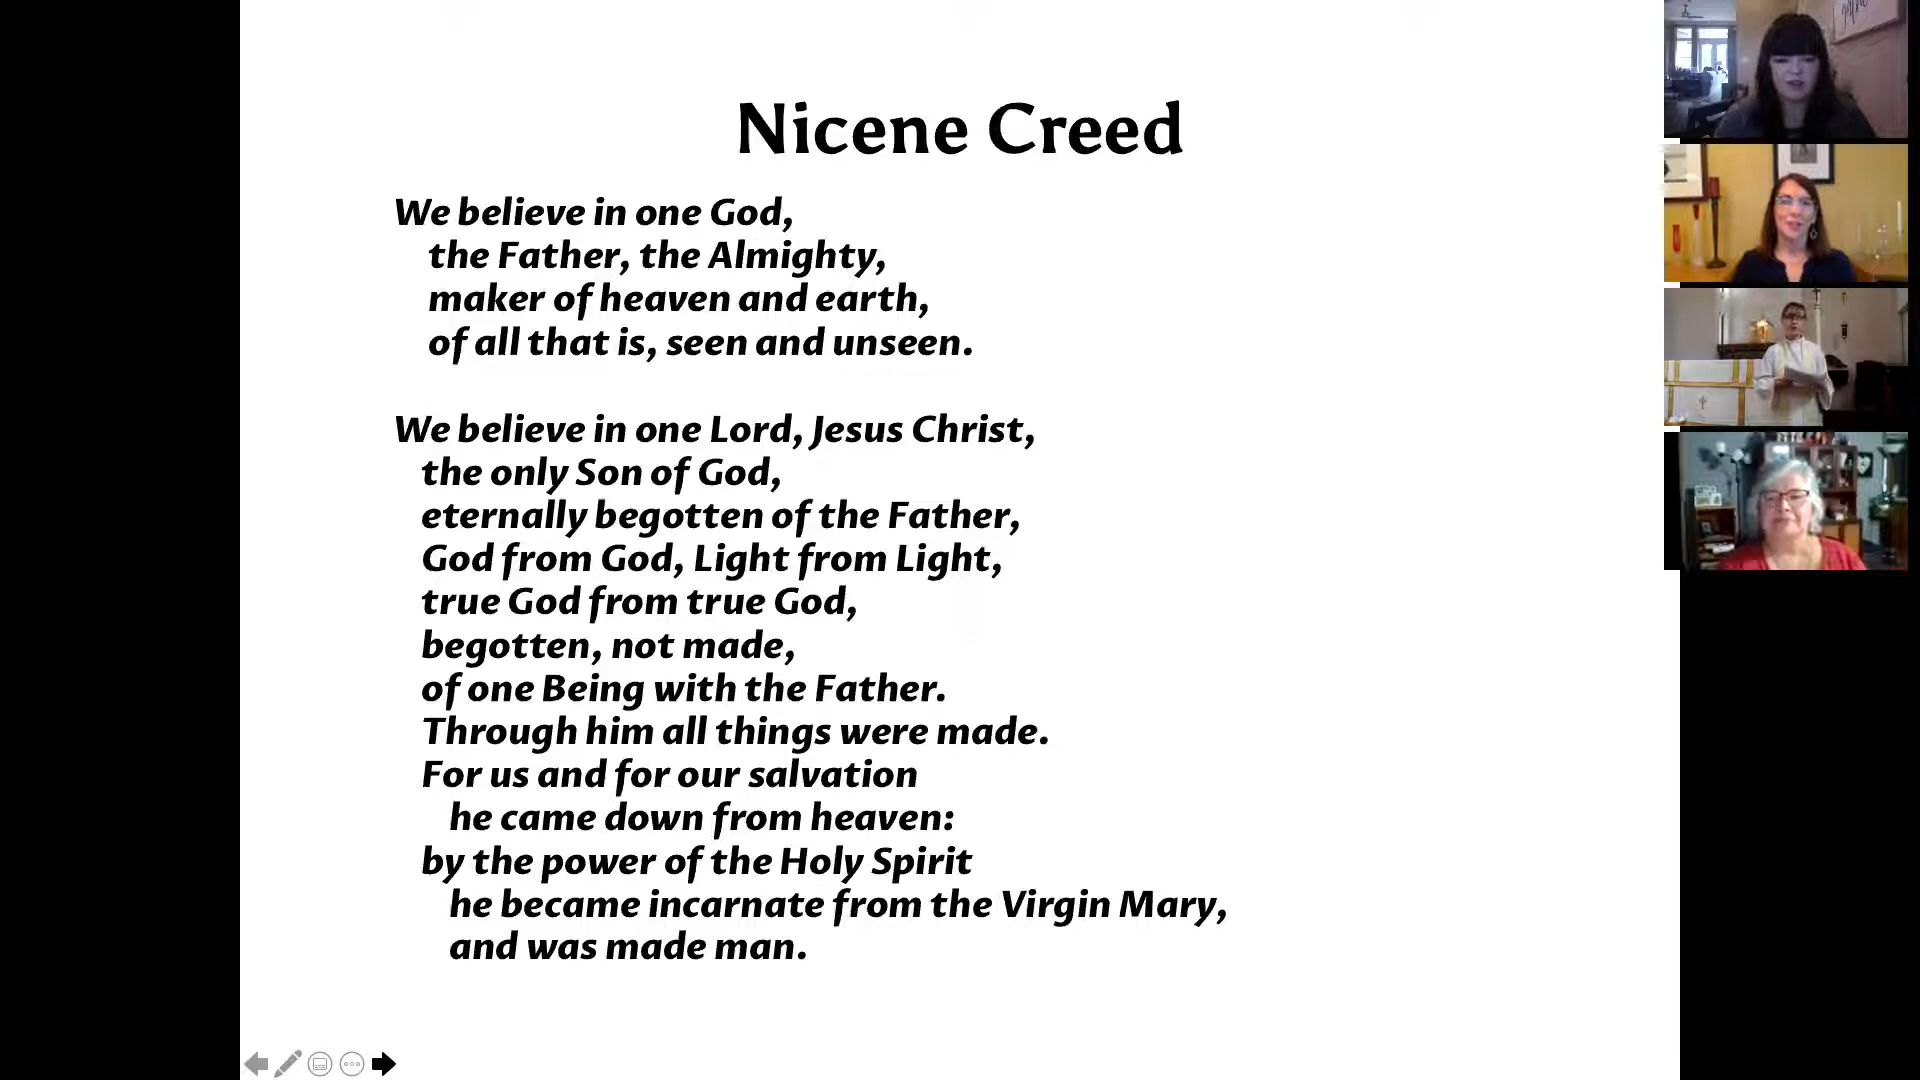 Nicene Creed
We believe in one God,
the Father, the Almighty,
maker of heaven and earth,
of all that is, seen and unseen.
We believe in one Lord, Jesus Christ,
the only Son of God,
eternally begotten of the Father,
God from God, Light from Light,
true God from true God,
begotten, not made,
of one Being with the Father.
Through him all things were made.
For us and for our salvation
he came down from heaven:
by the power of the Holy Spirit
he became incarnate from the Virgin Mary,
and was made man.